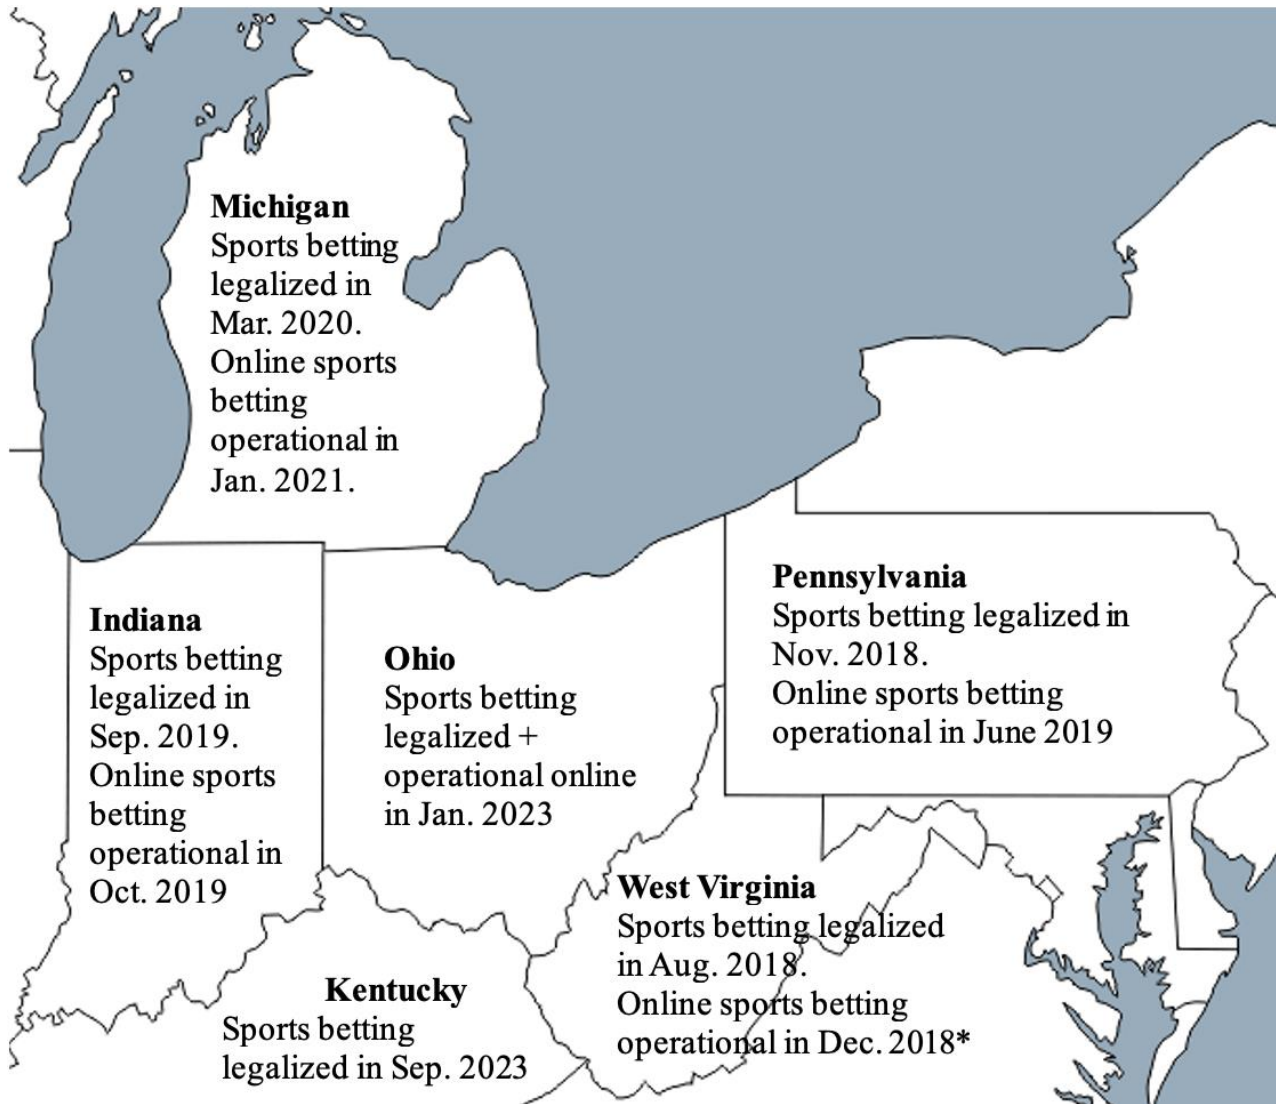 Michigan
Sports betting
legalized in
Mar. 2020.
Online sports
betting
operational in
Jan. 2021.
Indiana
Sports betting
legalized in
Sep. 2019.
Online sports
betting
operational in
Oct. 2019
Ohio
Sports betting
legalized +
operational online
in Jan. 2023
Pennsylvania
Sports betting legalized in
Nov. 2018.
Online sports betting
operational in June 2019
West Virginia
Sports betting legalized
in Aug. 2018.
Online sports betting
operational in Dec. 2018*
Kentucky
Sports betting
legalized in Sep. 2023